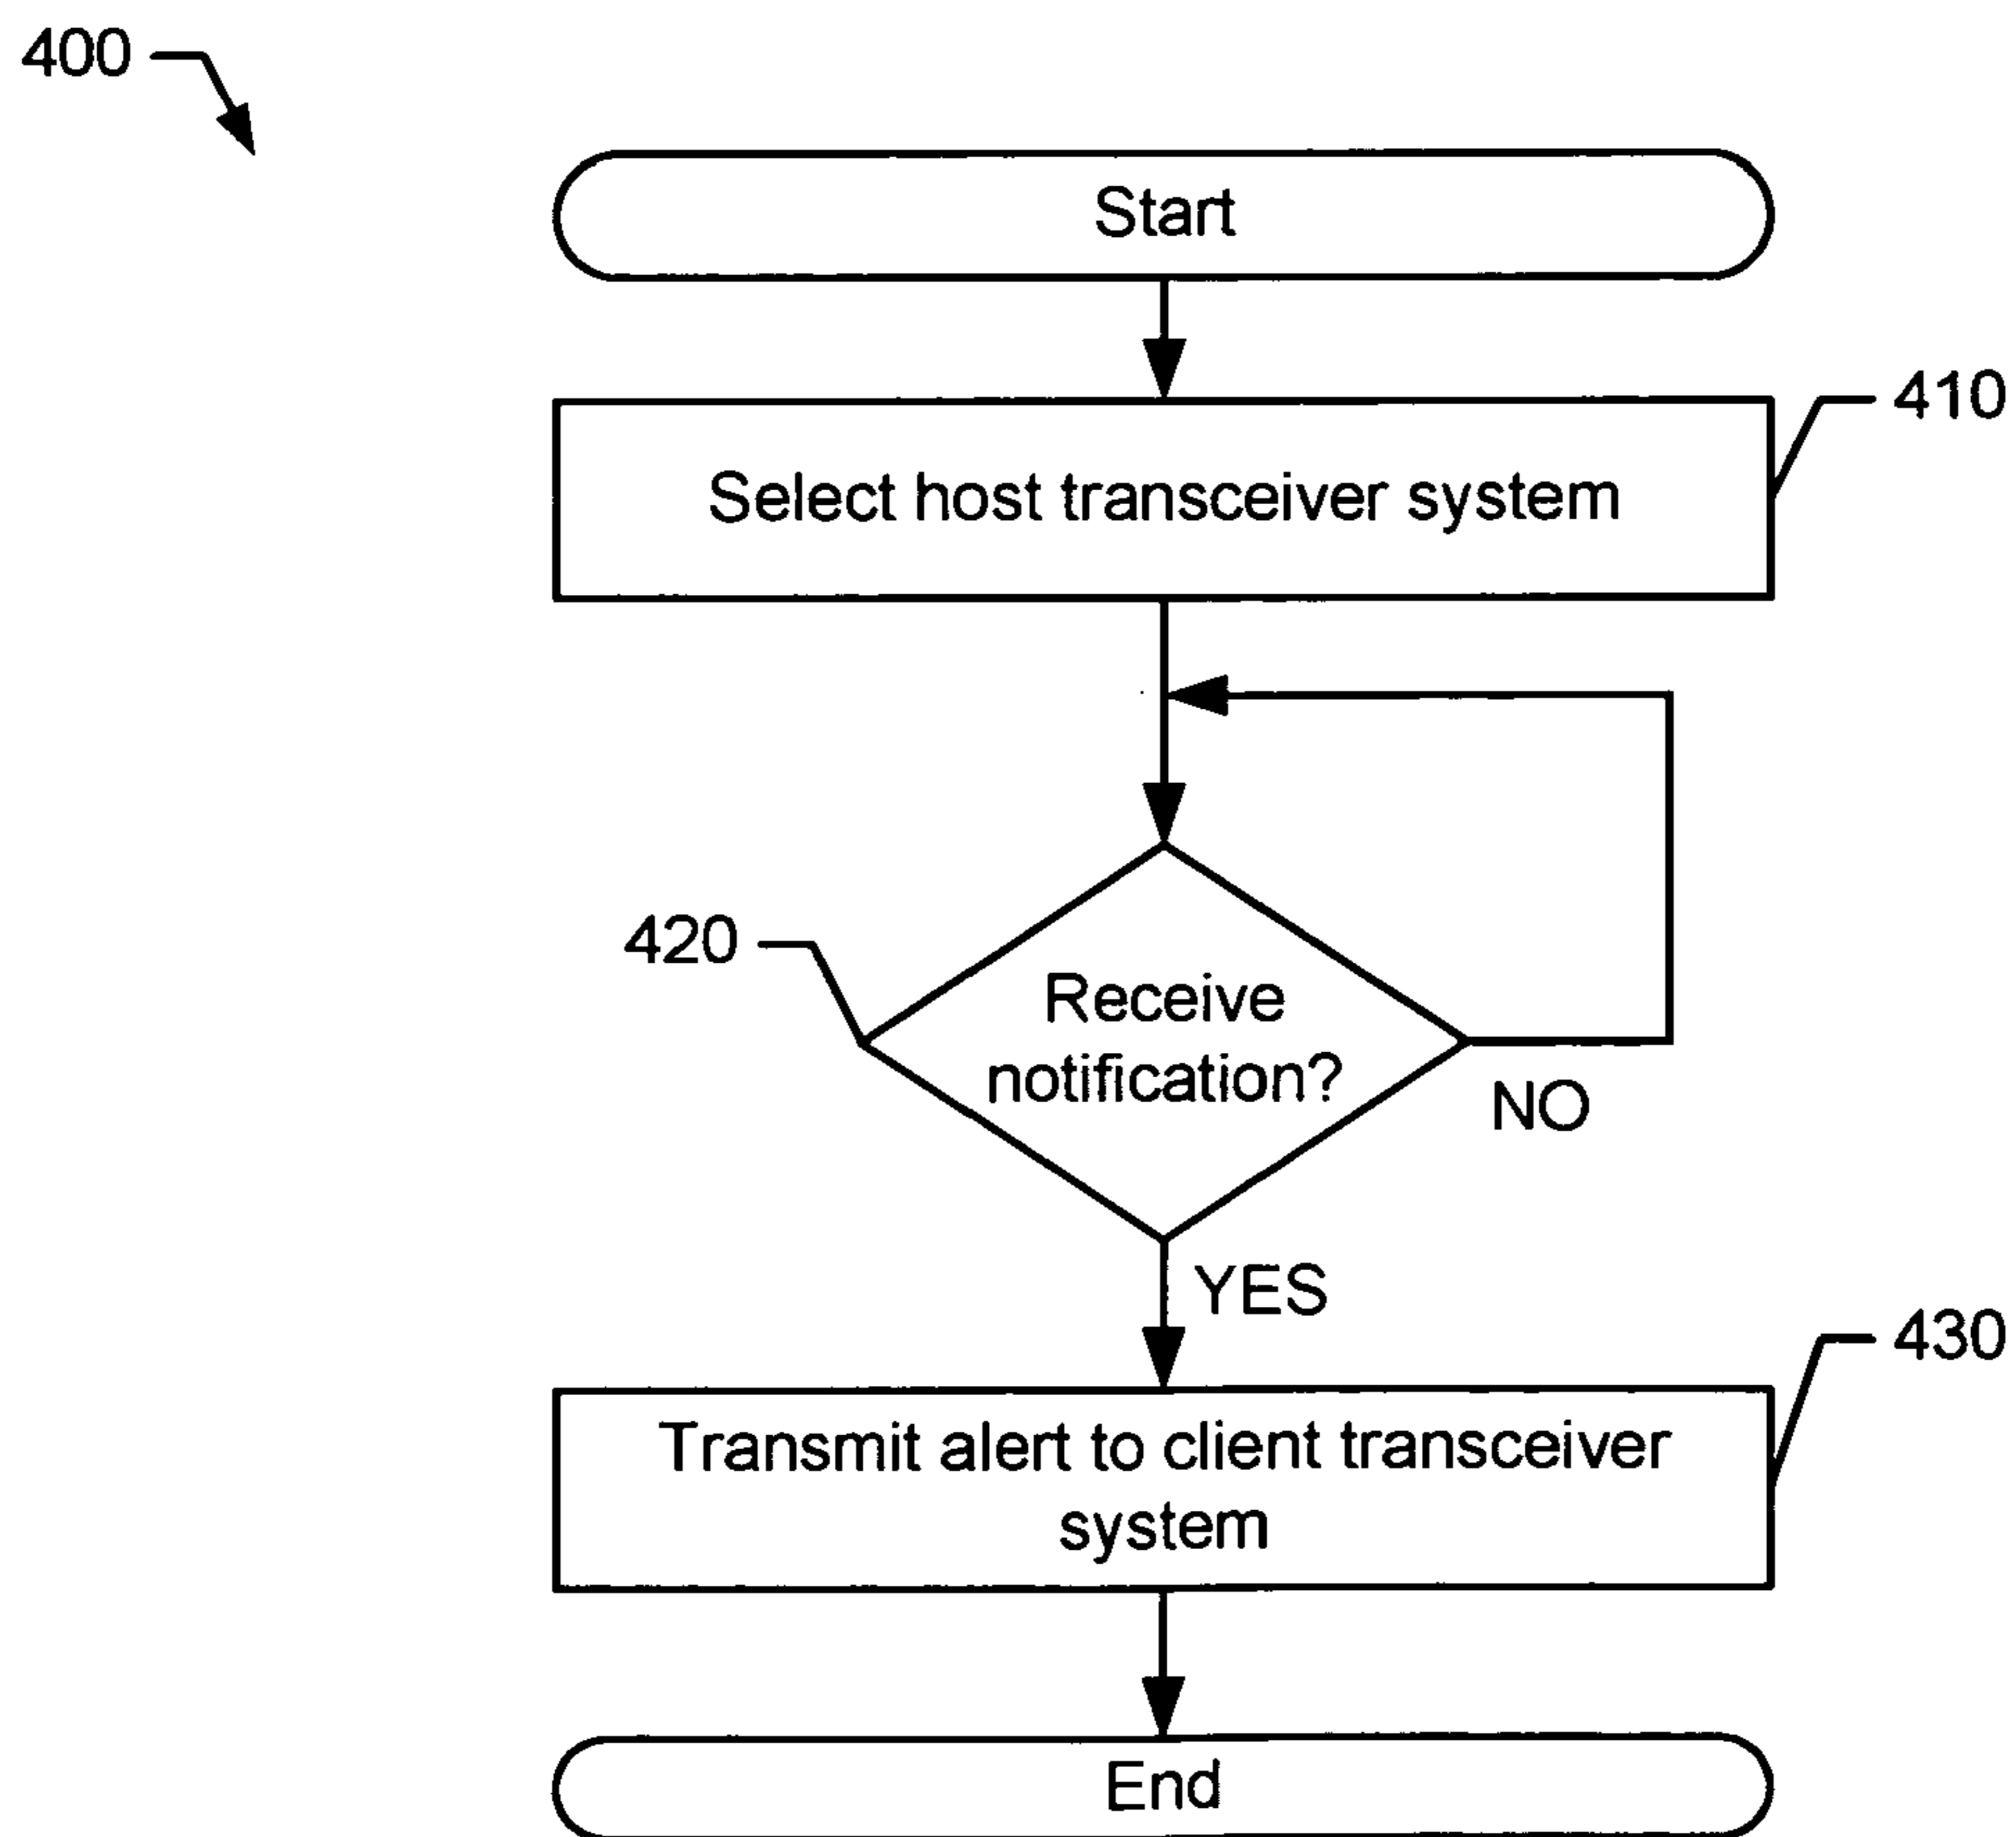 400
Start
410
Select host transceiver system
420
Receive
notification?
NO
YES
430
Transmit alert to client transceiver
system
End